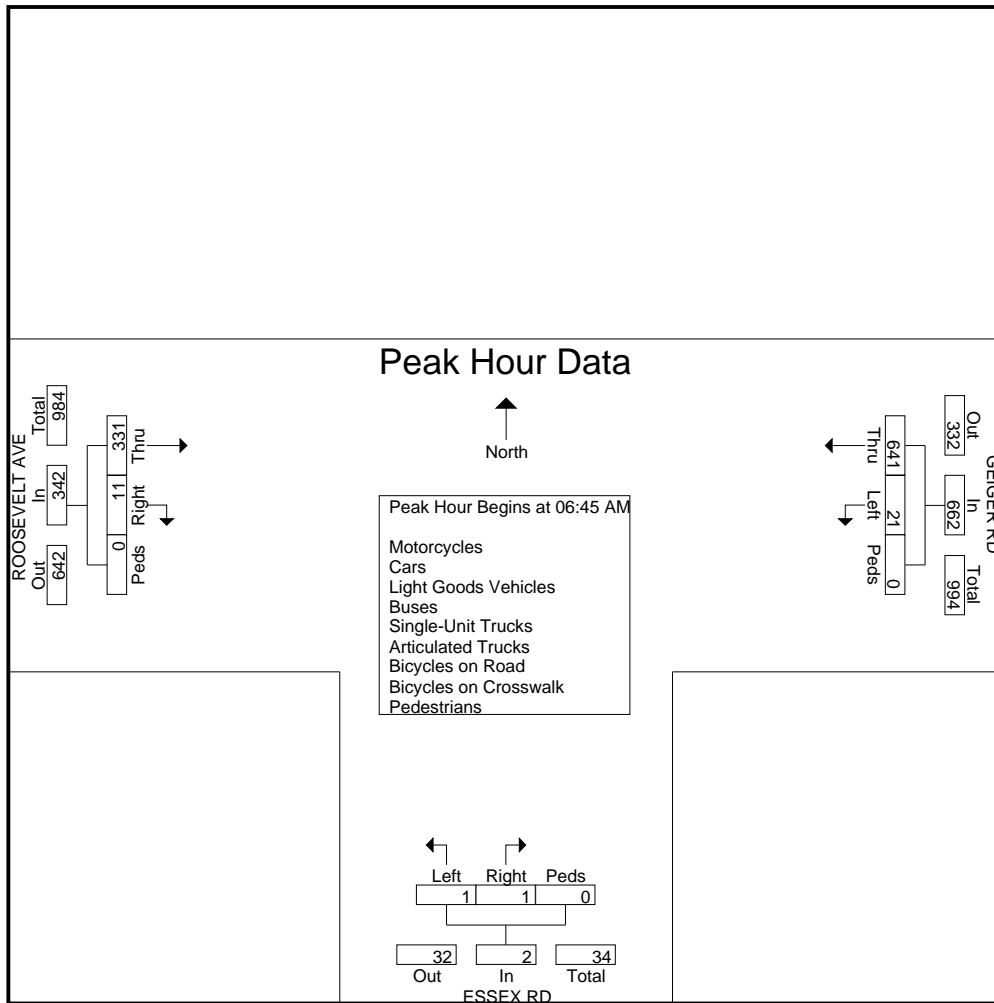 Peak Hour Data
North
Peak Hour Begins at 06:45 AM
Motorcycles
Cars
Light Goods Vehicles
Buses
Single-Unit Trucks
Articulated Trucks
Bicycles on Road
Bicycles on Crosswalk
Pedestrians
ROOSEVELT AVE
Out In Total
642 342 984
0 11 331
Peds Right Thru
GEIGER RD
Out In Total
332 662 994
641 21 0
Thru Left Peds
Left Right Peds
1 1 0
32 2 34
Out In Total
ESSEX RD